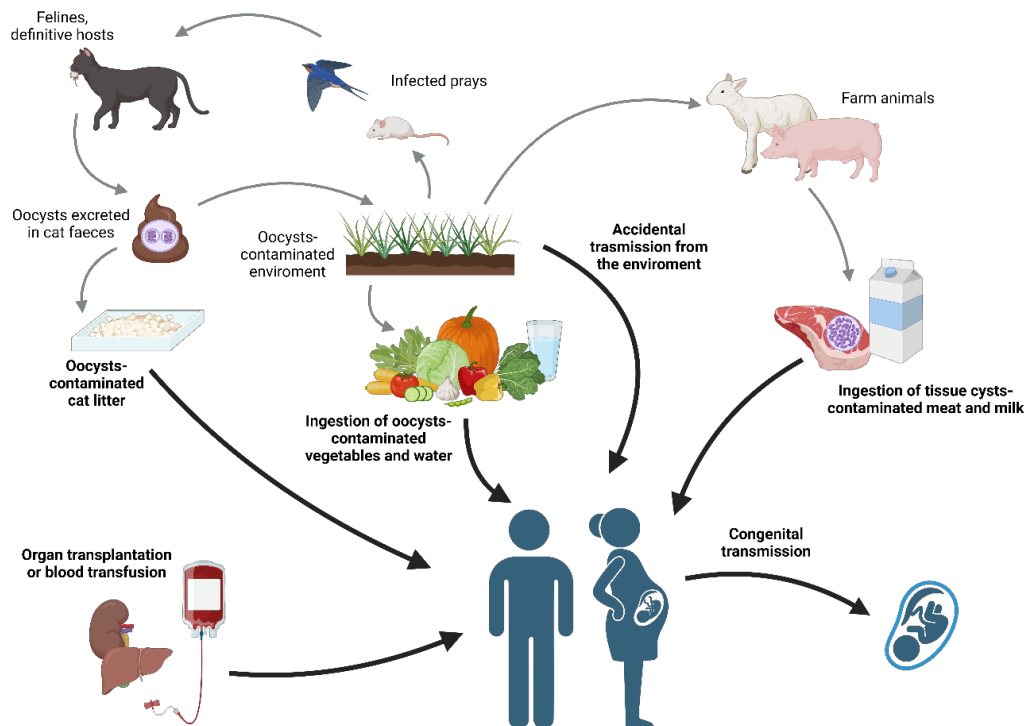 Felines,
definitive hosts
Infected prays
Farm animals
Oocysts excreted
in cat faeces
Oocysts-
contaminated
enviroment
Accidental
trasmission from
the enviroment
Oocysts-
contaminated
cat litter
Ingestion of oocysts-
contaminated
vegetables and water
Ingestion of tissue cysts-
contaminated meat and milk
Organ transplantation
or blood transfusion
Congenital
transmission